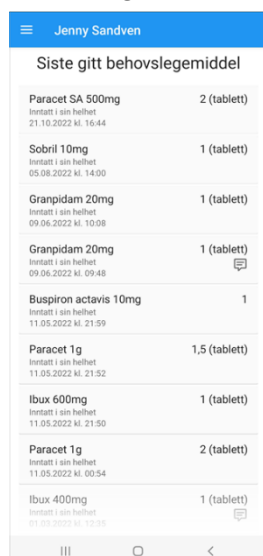 Jenny Sandven
Siste gitt behovslegemiddel
Paracet SA 500mg 2 (tablett)
Inntatt i sin helhet
21.10.2022 kl. 16:44
Sobril 10mg 1 (tablett)
Inntatt i sin helhet
05.08.2022 kl. 14:00
Granpidam 20mg 1 (tablett)
Inntatt i sin helhet
09.06.2022 kl. 10:08
Granpidam 20mg 1 (tablett)
Inntatt i sin helhet
09.06.2022 kl. 09:48
Buspiron actavis 10mg 1
Inntatt i sin helhet
11.05.2022 kl. 21:59
Paracet 1g 1,5 (tablett)
Inntatt i sin helhet
11.05.2022 kl. 21:52
Ibux 600mg 1 (tablett)
Inntatt i sin helhet
11.05.2022 kl. 21:50
Paracet 1g 2 (tablett)
Inntatt i sin helhet
11.05.2022 kl. 00:54
Ibux 400mg 1 (tablett)
Inntatt i sin helhet
01.03.2022 kl. 12:35